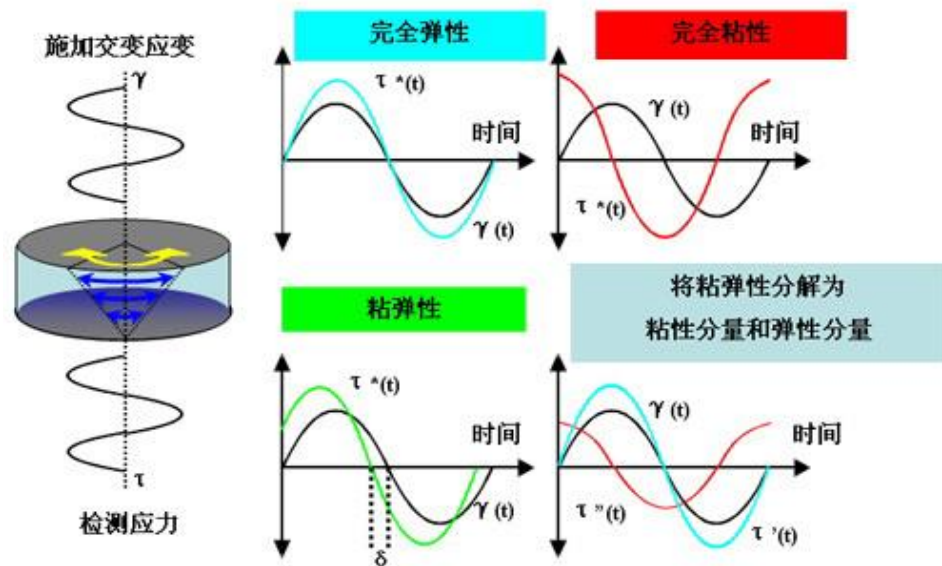 施加交变应变
γ
τ
检测应力
完全弹性
τ *(t)
时间
γ (t)
完全粘性
γ (t)
时间
τ *(t)
粘弹性
τ *(t)
时间
γ (t)
δ
将粘弹性分解为
粘性分量和弹性分量
γ (t)
时间
τ ”(t)
τ ’(t)